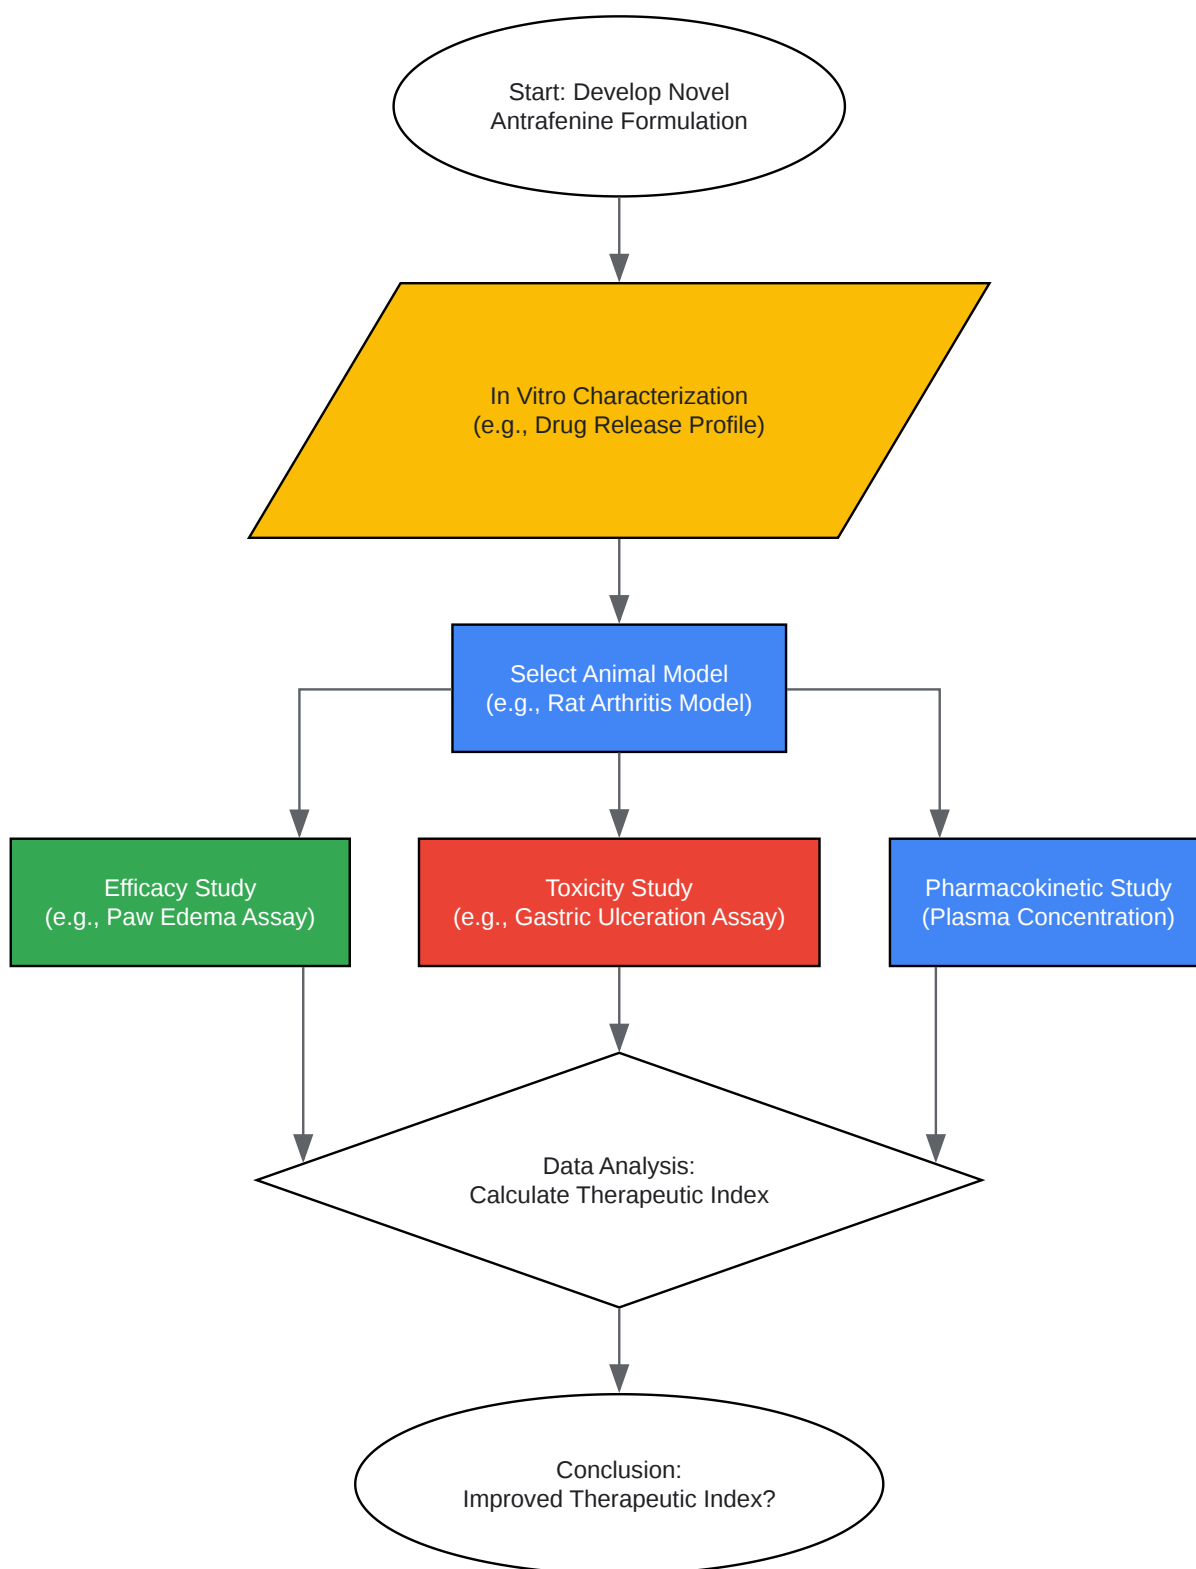 Start: Develop Novel
Antrafenine Formulation
In Vitro Characterization
(e.g., Drug Release Profile)
Select Animal Model
(e.g., Rat Arthritis Model)
Efficacy Study
(e.g., Paw Edema Assay)
Toxicity Study
(e.g., Gastric Ulceration Assay)
Pharmacokinetic Study
(Plasma Concentration)
Data Analysis:
Calculate Therapeutic Index
Conclusion:
Improved Therapeutic Index?